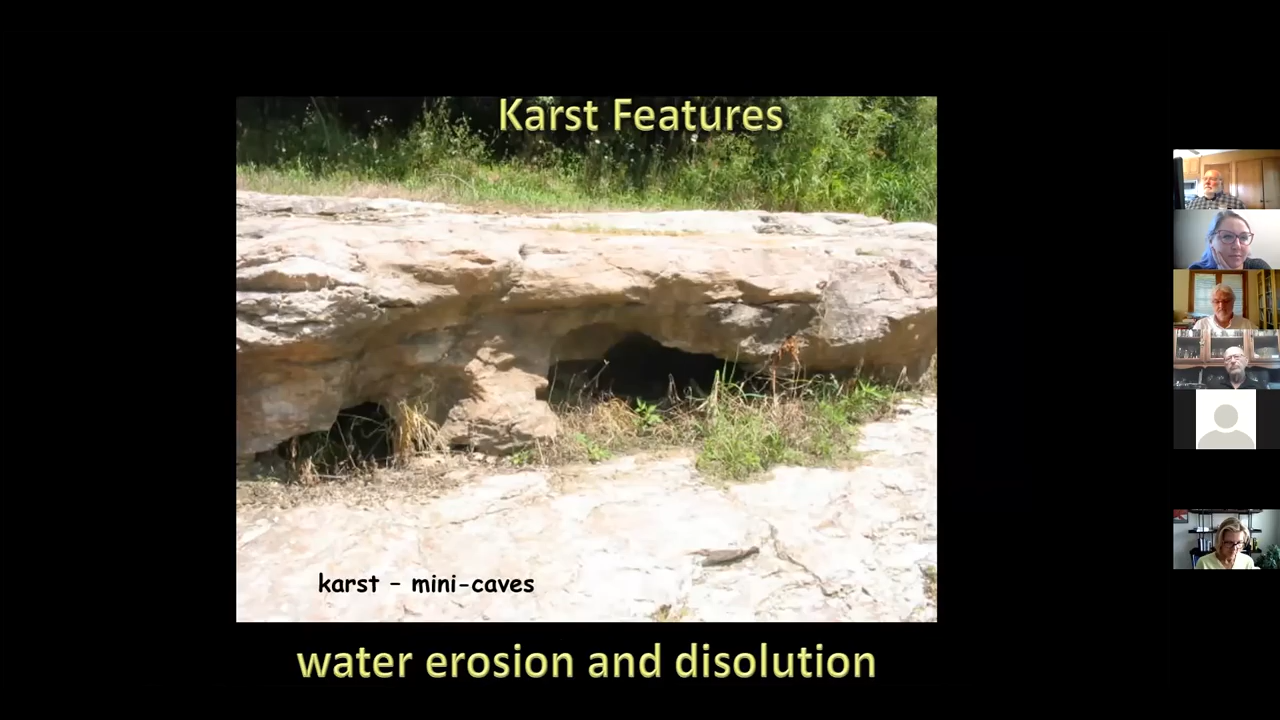 Karst Features
karst – mini-caves
water erosion and disolution